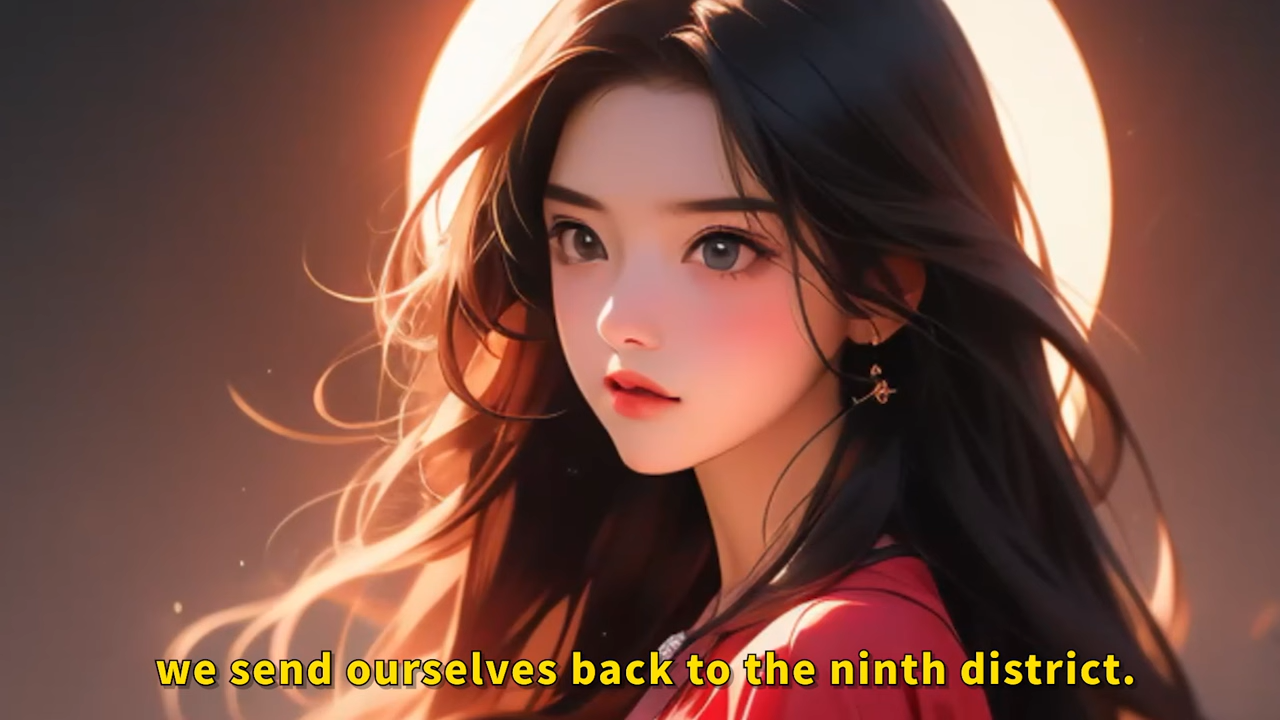 we send ourselves back to the ninth district.